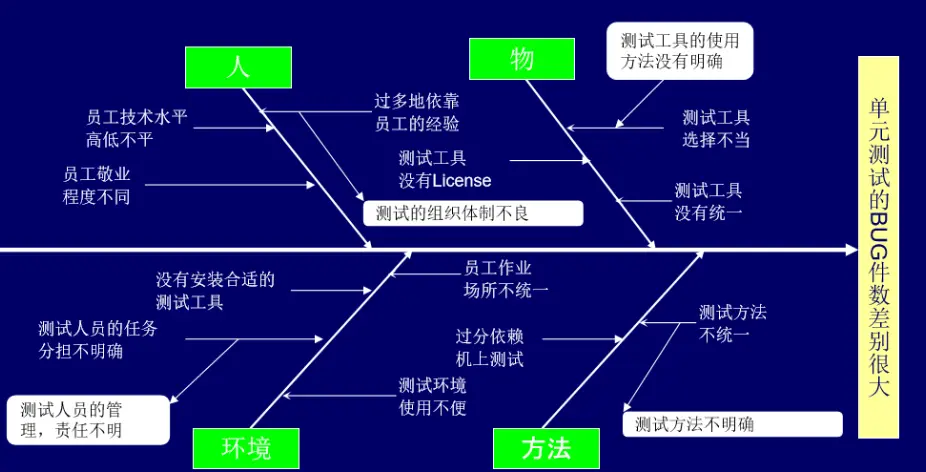 人
物
测试工具的使用
方法没有明确
员工技术水平
高低不平
过多地依靠
员工的经验
测试工具
选择不当
员工敬业
程度不同
测试工具
没有License
测试工具
没有统一
测试的组织体制不良
单元测试的BUG件数差别很大
没有安装合适的
测试工具
员工作业
场所不统一
测试人员的任务
分担不明确
过分依赖
机上测试
测试方法
不统一
测试人员的管
理，责任不明
测试环境
使用不便
测试方法不明确
环境
方法